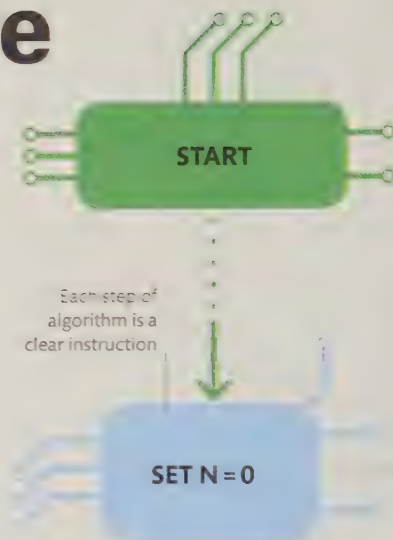 e
START
Each step of
algorithm is a
clear instruction
SET N = 0